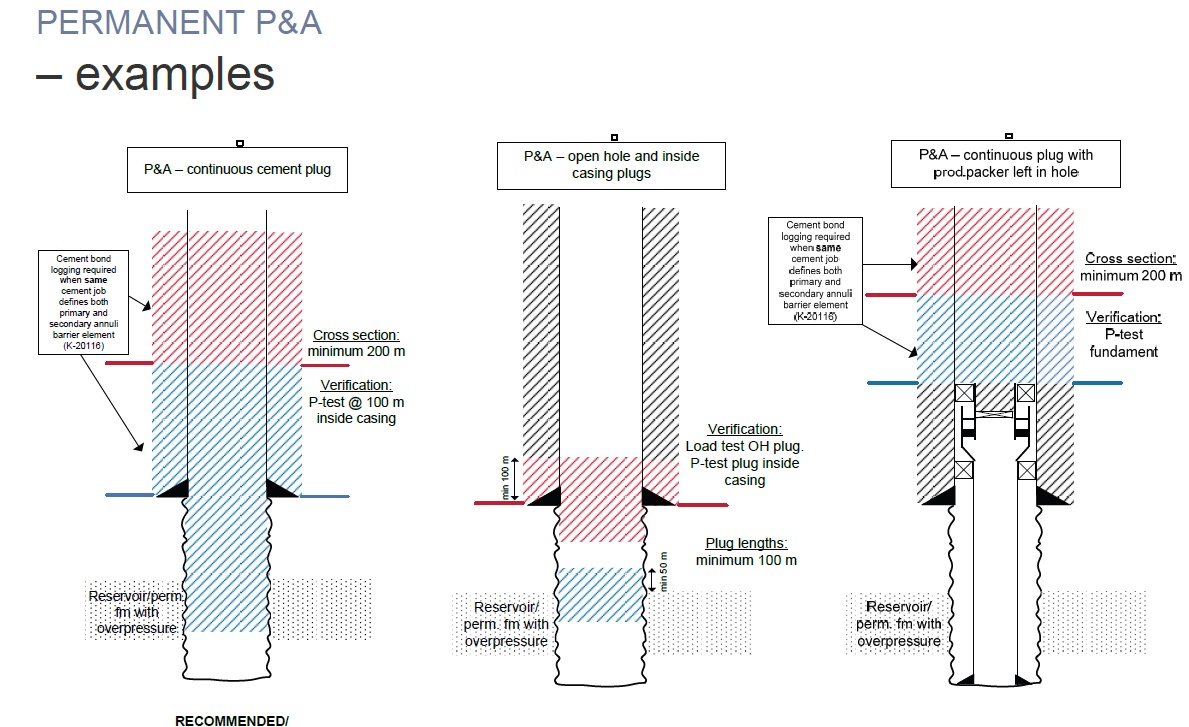 PERMANENT P&A
– examples
P&A – continuous cement plug
Cement bond
logging required
when same
cement job
defines both
primary and
secondary annuli
barrier element
(K-20116)
Cross section:
minimum 200 m
Verification:
P-test @ 100 m
inside casing
Reservoir/perm.
fm with
overpressure
RECOMMENDED/
P&A – open hole and inside
casing plugs
min 100 m
Verification:
Load test OH plug.
P-test plug inside
casing
Plug lengths:
minimum 100 m
min 50 m
Reservoir/
perm. fm with
overpressure
P&A – continuous plug with
prod.packer left in hole
Cement bond
logging required
when same
cement job
defines both
primary and
secondary annuli
barrier element
(K-20116)
Cross section:
minimum 200 m
Verification:
P-test
fundament
Reservoir/
perm. fm with
overpressure